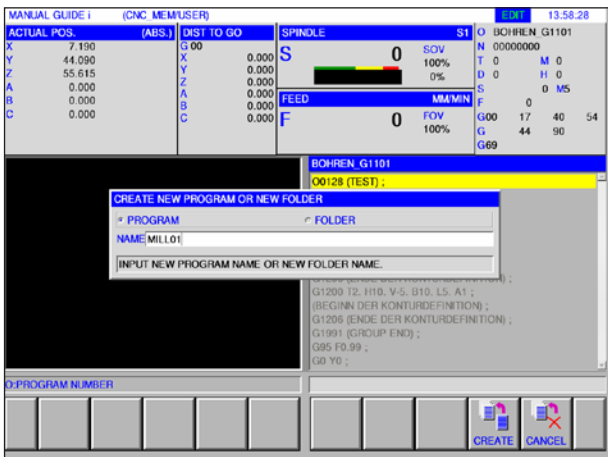 MANUAL GUIDE i (CNC_MEM/USER) EDIT 13.58.28
ACTUAL POS. (ABS.) DIST TO GO SPINDLE S1 O BOHREN_G1101
X 7.190 G 00 N 00000000
Y 44.090 X 0.000 S 0 SOV 100% T 0 M 0
Z 55.615 Y 0.000 0% D 0 H 0
A 0.000 Z 0.000 S 0 M5
B 0.000 A 0.000 FEED MM/MIN F 0
C 0.000 B 0.000 F 0 FOV 100% G00 17 40 54
C 0.000 G 44 90
G69
BOHREN_G1101
O0128 (TEST) ;
CREATE NEW PROGRAM OR NEW FOLDER
PROGRAM FOLDER
NAME MILL01
INPUT NEW PROGRAM NAME OR NEW FOLDER NAME.
G1200 T2. H10. V-5. B10. L5. A1 ;
(BEGINN DER KONTURDEFINITION) ;
G1206 (ENDE DER KONTURDEFINITION) ;
G1991 (GROUP END) ;
G95 F0.99 ;
G0 Y0 ;
O:PROGRAM NUMBER
CREATE CANCEL